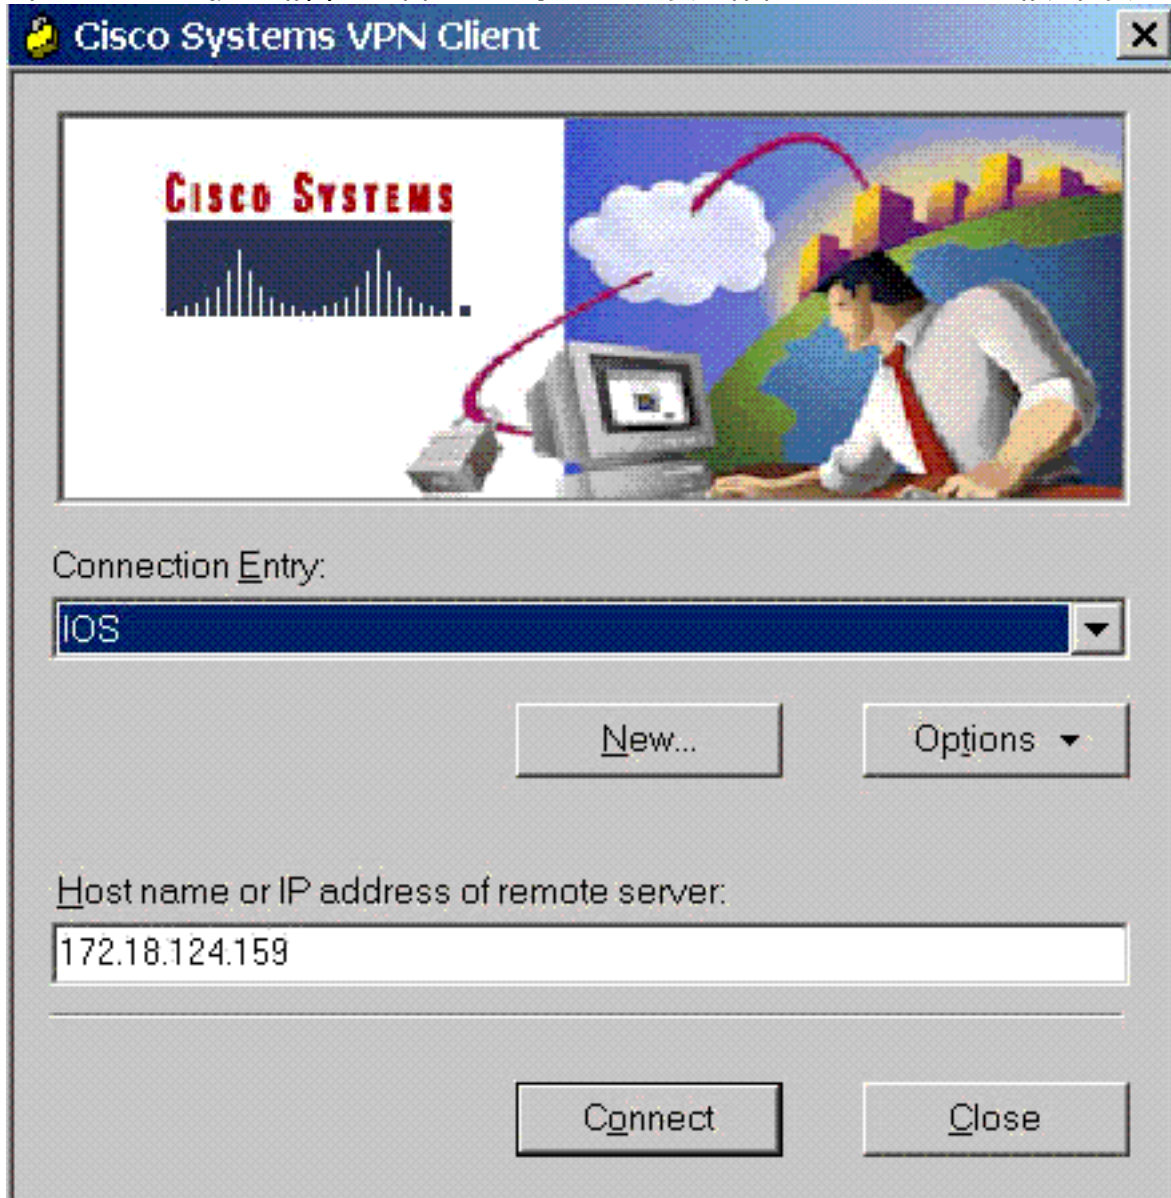 Cisco Systems VPN Client
CISCO SYSTEMS
Connection Entry:
IOS
New...
Options
Host name or IP address of remote server:
172.18.124.159
Connect
Close